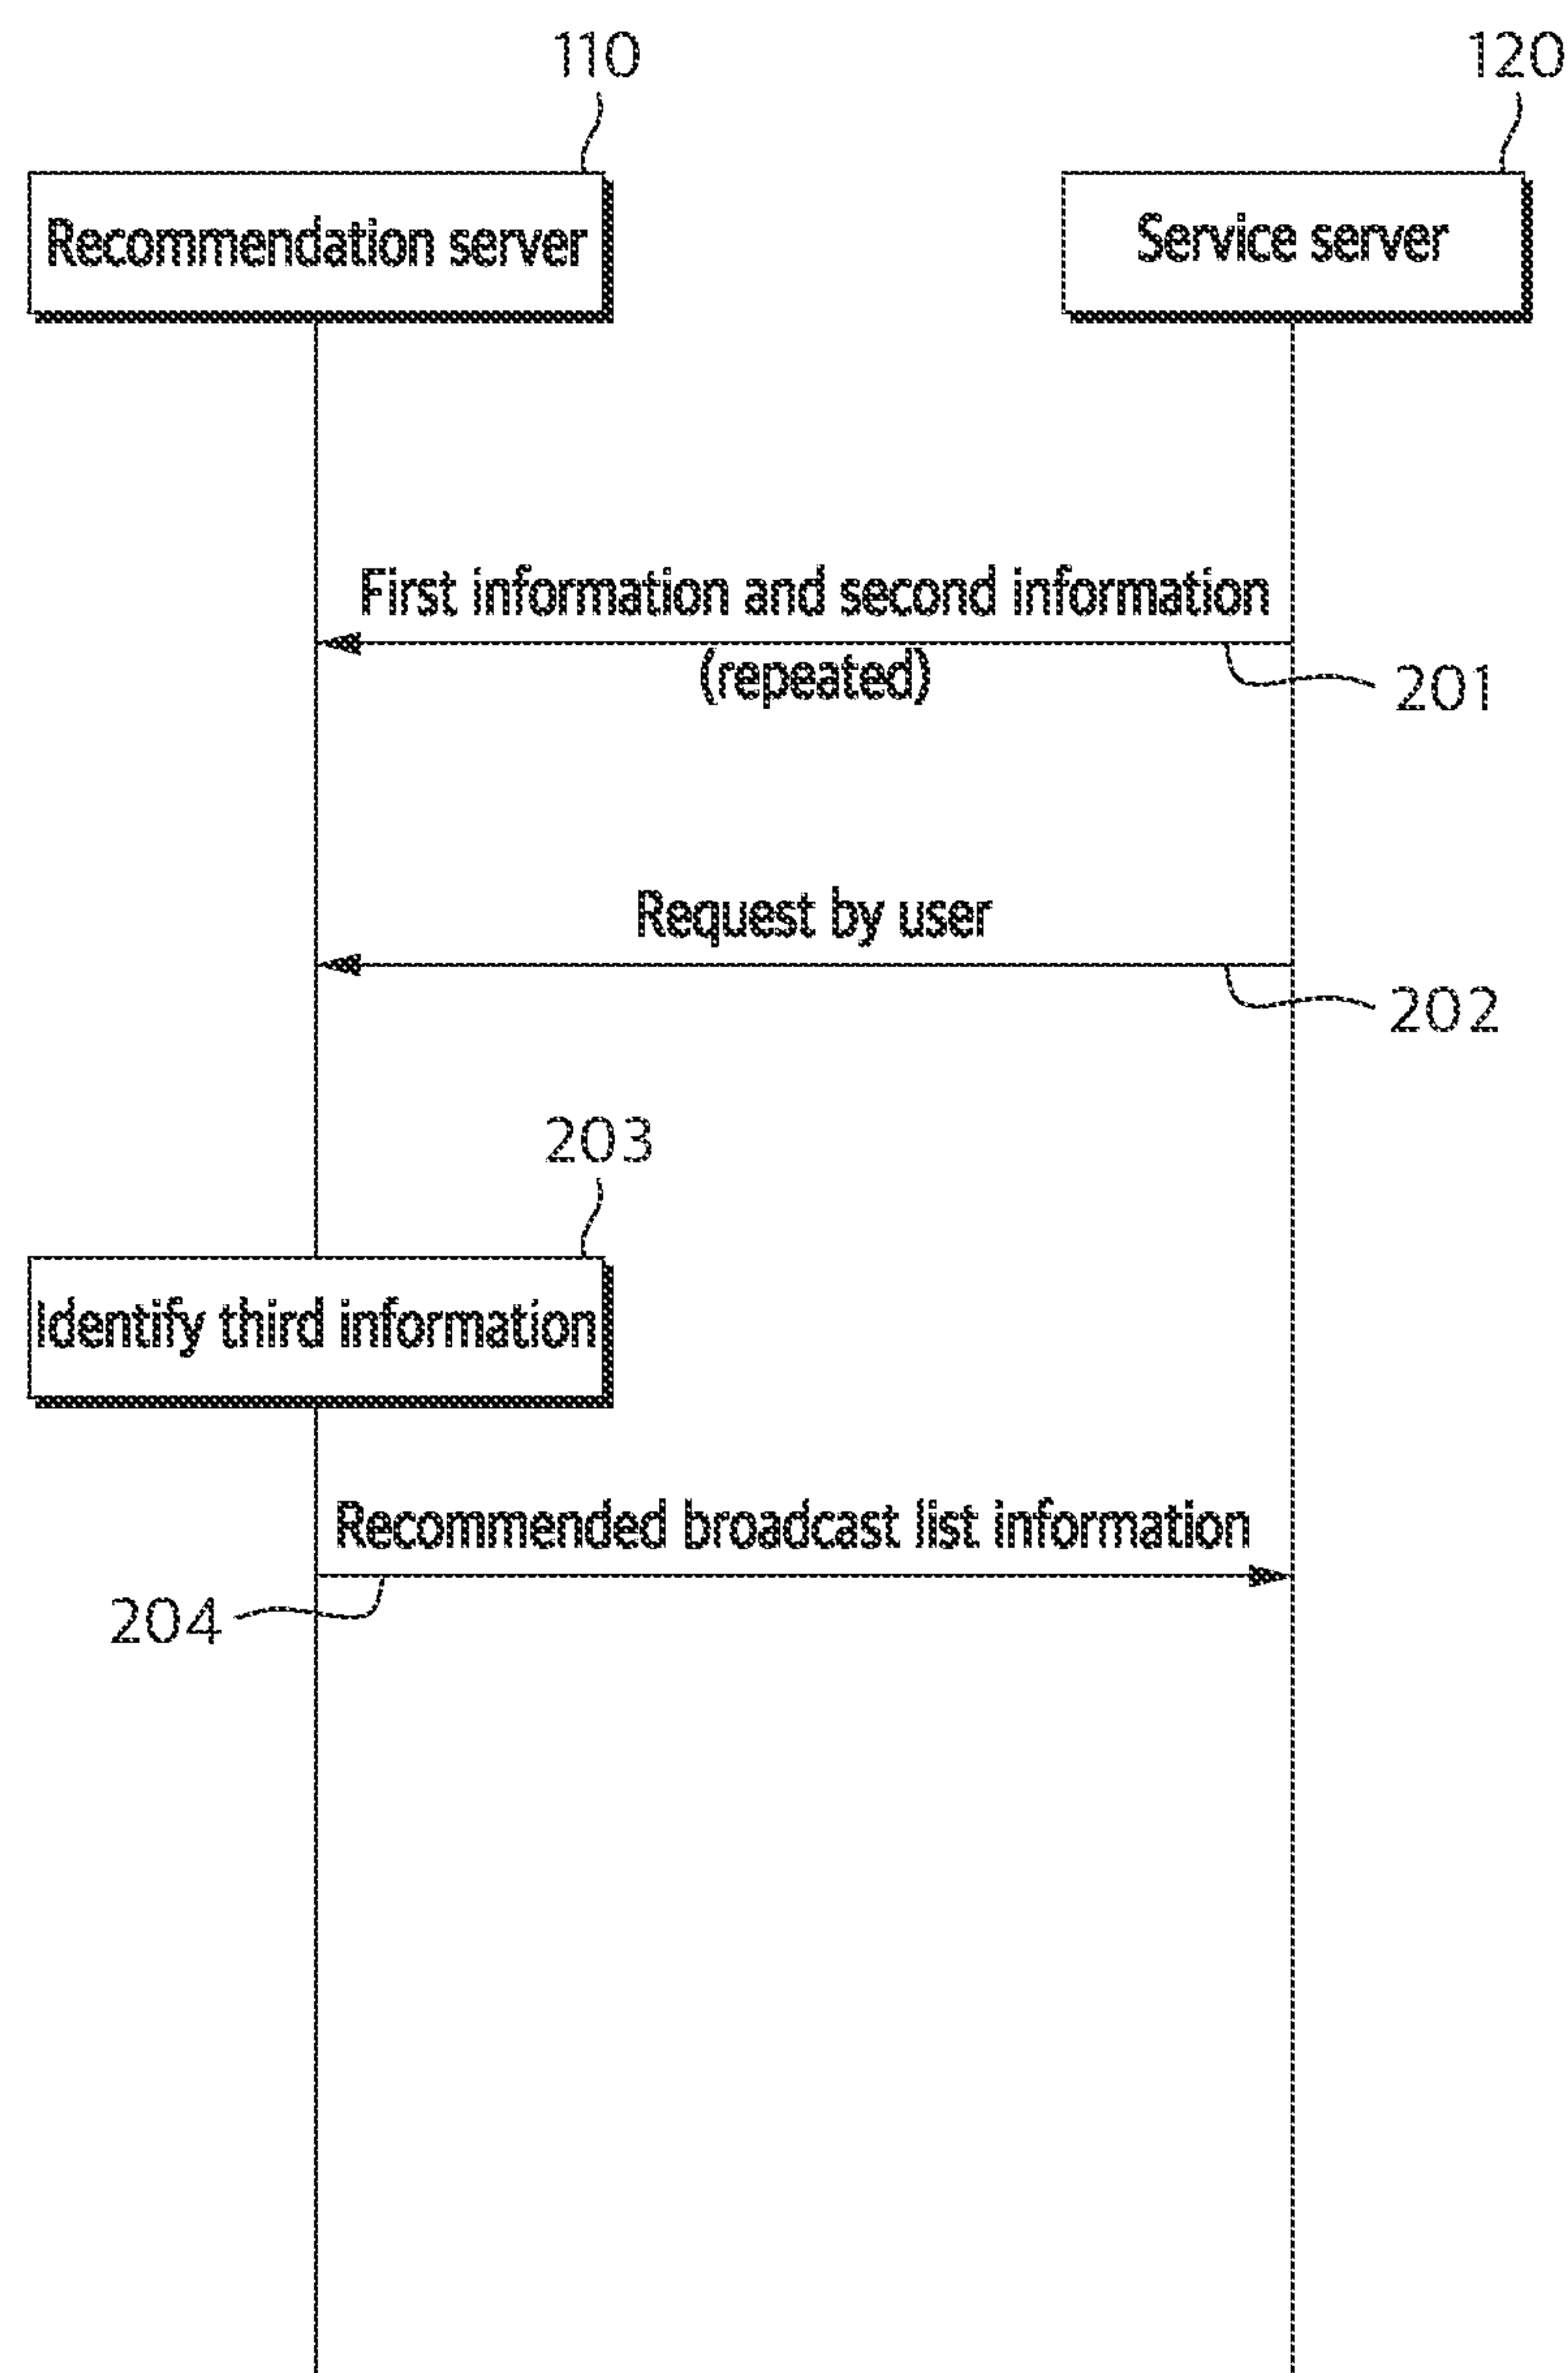 110
120
Recommendation server
Service server
First information and second information
(repeated)
201
Request by user
202
203
Identify third information
Recommended broadcast list information
204